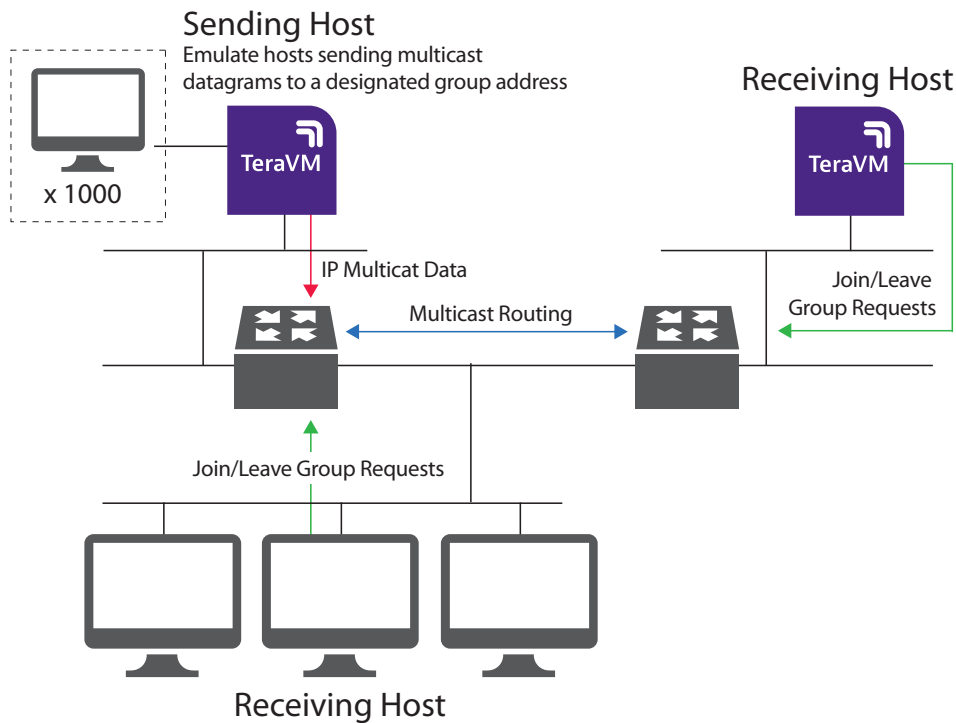 Sending Host
Emulate hosts sending multicast
datagrams to a designated group address
Receiving Host
TeraVM
TeraVM
x 1000
IP Multicat Data
Join/Leave
Group Requests
Multicast Routing
Join/Leave Group Requests
Receiving Host